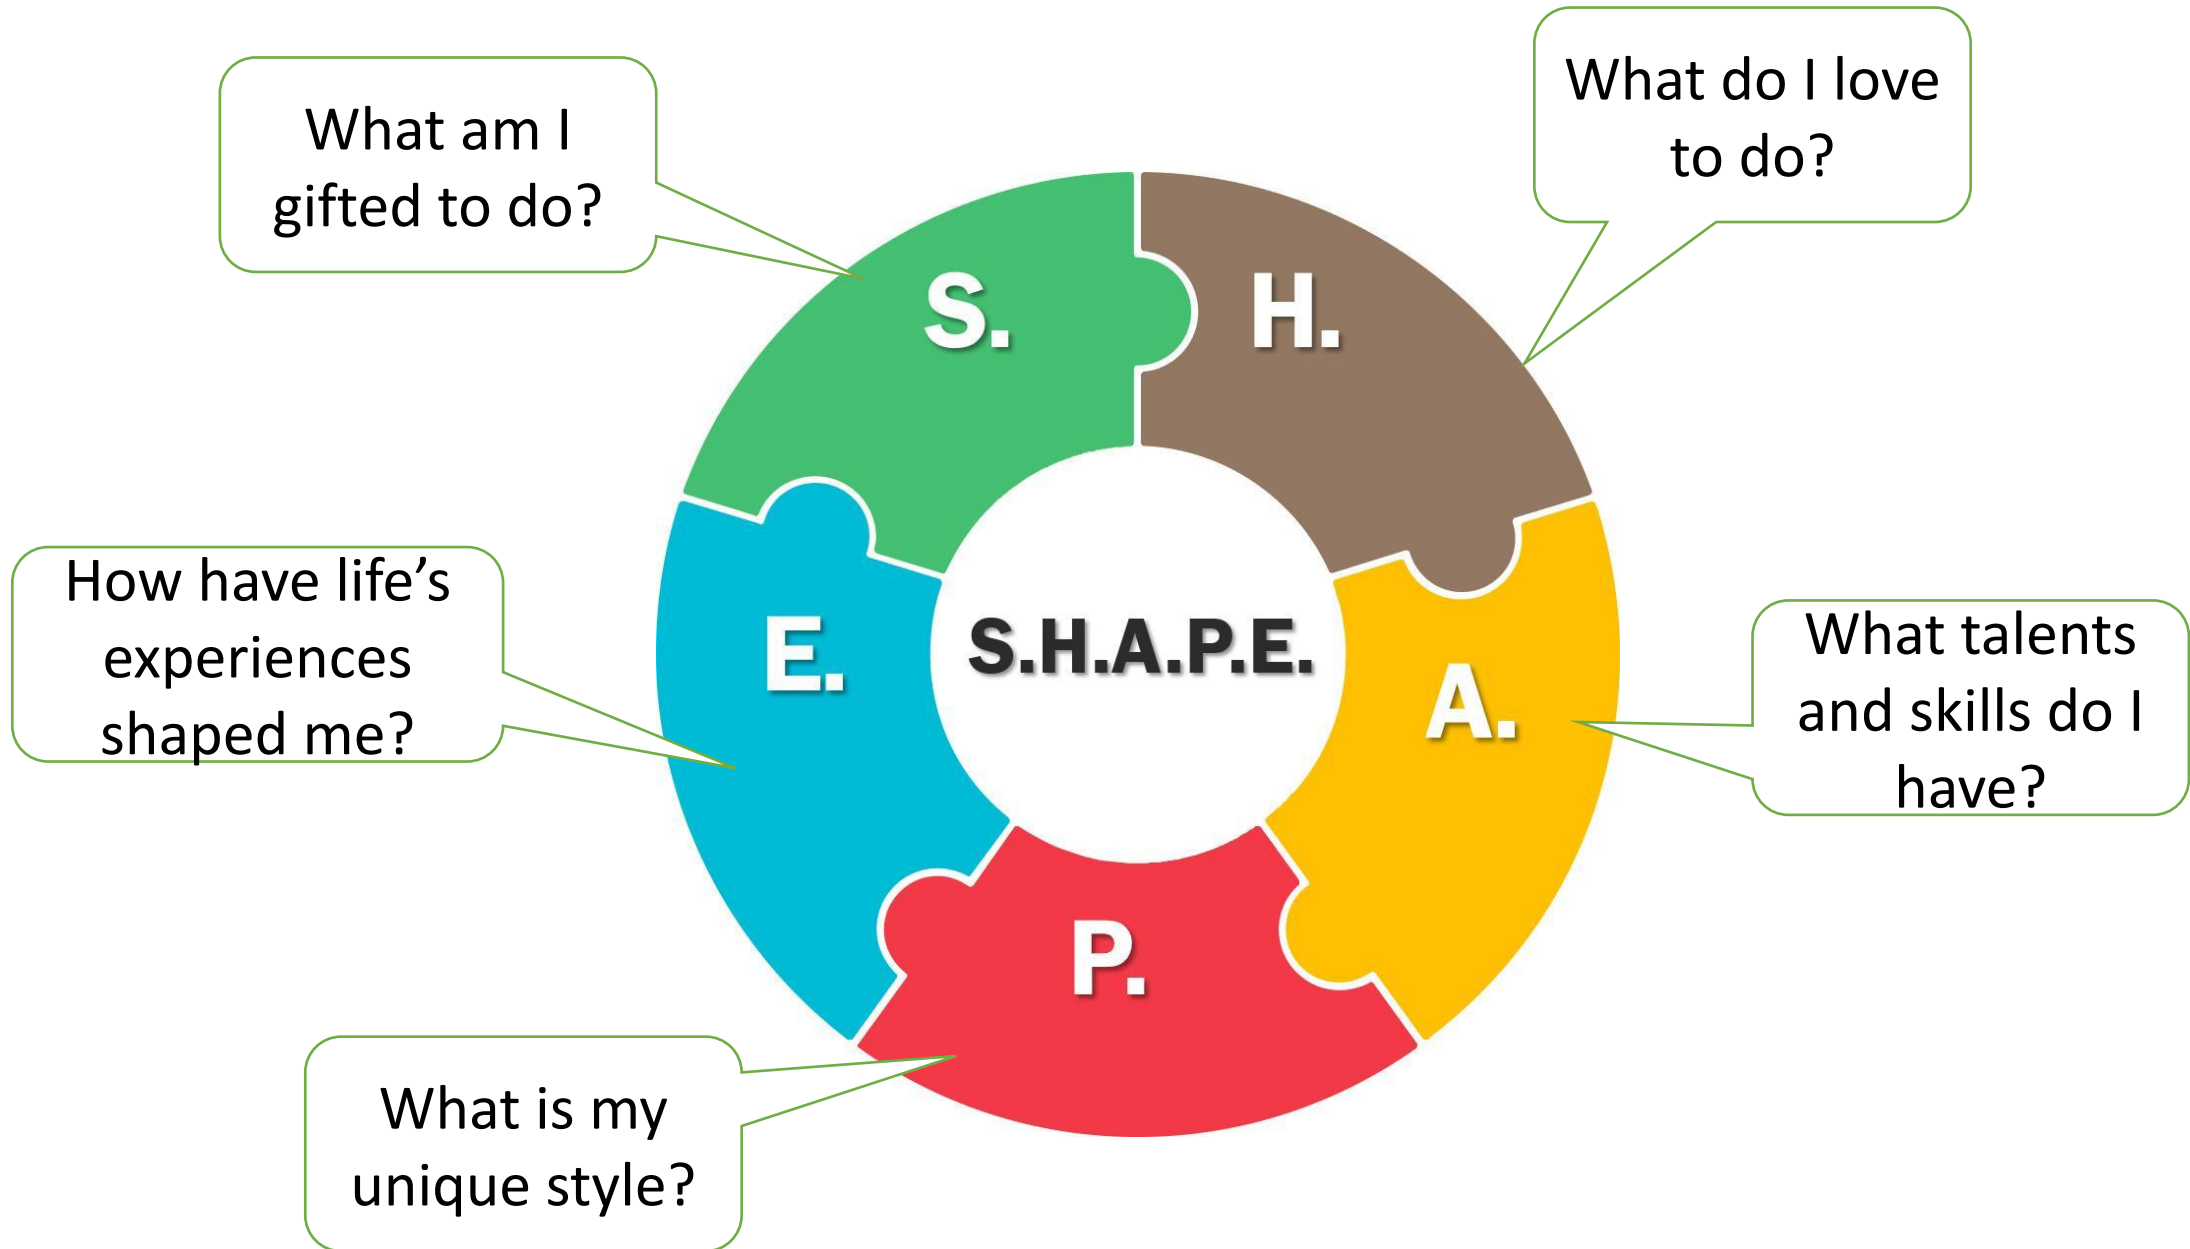 What am I
gifted to do?
What do I love
to do?
S.
H.
How have life’s
experiences
shaped me?
E.
S.H.A.P.E.
A.
What talents
and skills do I
have?
P.
What is my
unique style?